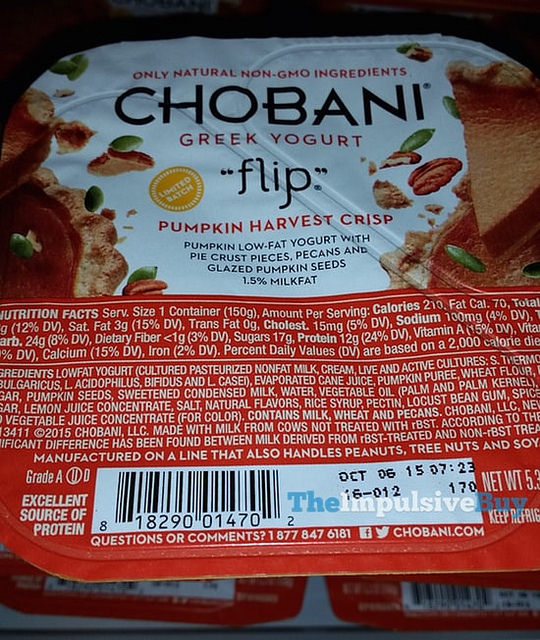 ONLY NATURAL NON-GMO INGREDIENTS
CHOBANI®
GREEK YOGURT
"flip"
LIMITED BATCH
PUMPKIN HARVEST CRISP
PUMPKIN LOW-FAT YOGURT WITH
PIE CRUST PIECES, PECANS AND
GLAZED PUMPKIN SEEDS
1.5% MILKFAT
NUTRITION FACTS Serv. Size 1 Container (150g), Amount Per Serving: Calories 210, Fat Cal. 70, Total
g (12% DV), Sat. Fat 3g (15% DV), Trans Fat 0g, Cholest. 15mg (5% DV), Sodium 100mg (4% DV),
arb. 24g (8% DV), Dietary Fiber <1g (3% DV), Sugars 17g, Protein 12g (24% DV), Vitamin A (15% DV), Vita
% DV), Calcium (15% DV), Iron (2% DV). Percent Daily Values (DV) are based on a 2,000 calorie die
GREDIENTS LOWFAT YOGURT (CULTURED PASTEURIZED NONFAT MILK, CREAM, LIVE AND ACTIVE CULTURES: S. THERMO
BULGARICUS, L. ACIDOPHILUS, BIFIDUS AND L. CASEI), EVAPORATED CANE JUICE, PUMPKIN PUREE, WHEAT FLOUR,
GAR, PUMPKIN SEEDS, SWEETENED CONDENSED MILK, WATER, VEGETABLE OIL (PALM AND PALM KERNEL),
GAR, LEMON JUICE CONCENTRATE, SALT, NATURAL FLAVORS, RICE SYRUP, PECTIN, LOCUST BEAN GUM, SPICE
D VEGETABLE JUICE CONCENTRATE (FOR COLOR). CONTAINS MILK, WHEAT AND PECANS. CHOBANI, LLC, NE
13411 ©2015 CHOBANI, LLC. MADE WITH MILK FROM COWS NOT TREATED WITH rBST. ACCORDING TO THE
IFICANT DIFFERENCE HAS BEEN FOUND BETWEEN MILK DERIVED FROM rBST-TREATED AND NON-rBST TREA
MANUFACTURED ON A LINE THAT ALSO HANDLES PEANUTS, TREE NUTS AND SOY
Grade A Ⓤ D
EXCELLENT
SOURCE OF
PROTEIN
OCT 06 15 07:23
16-012 170
8 18290 01470 2
NET WT 5.3
KEEP REFRIG
TheImpulsiveBuy
QUESTIONS OR COMMENTS? 1 877 847 6181 CHOBANI.COM